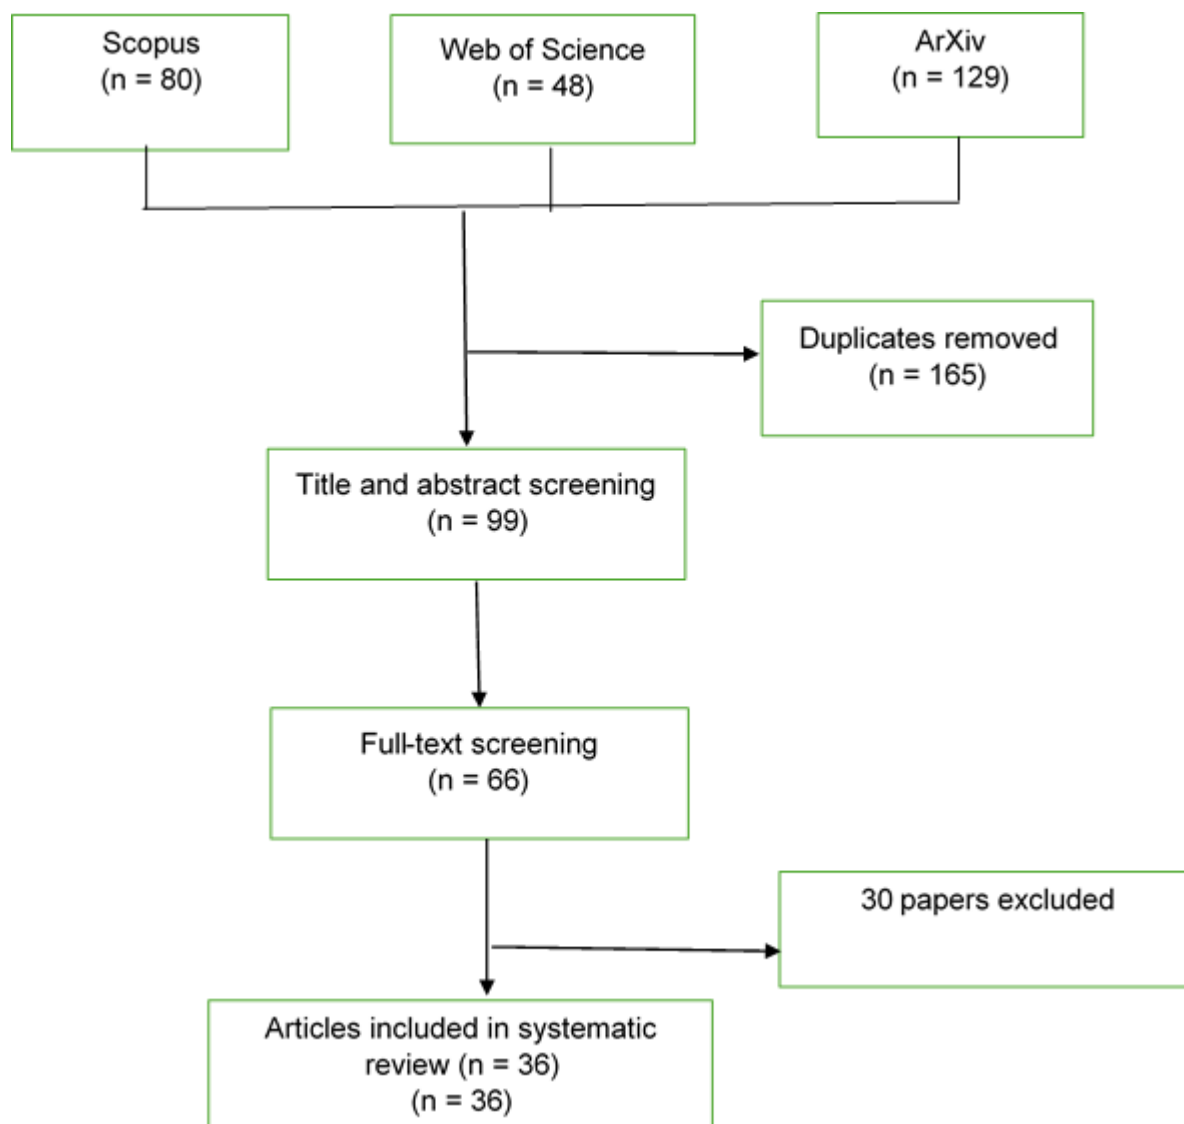 Scopus
(n = 80)
Web of Science
(n = 48)
ArXiv
(n = 129)
Duplicates removed
(n = 165)
Title and abstract screening
(n = 99)
Full-text screening
(n = 66)
30 papers excluded
Articles included in systematic
review (n = 36)
(n = 36)